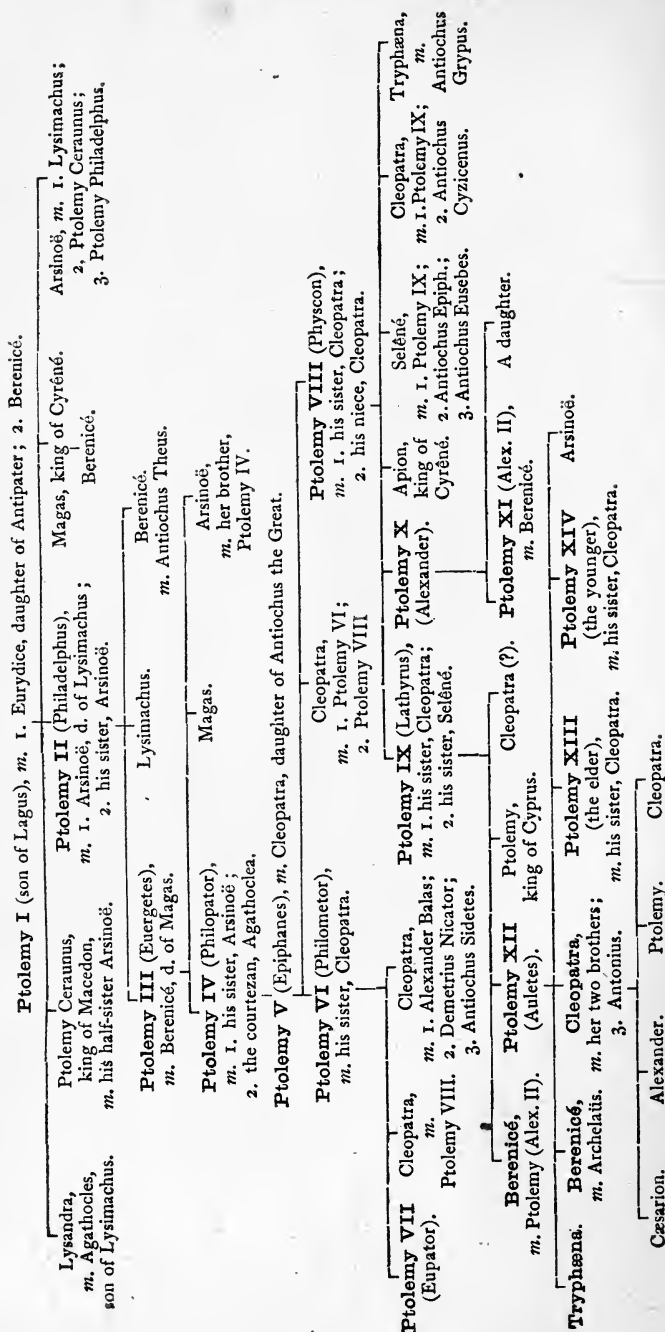 Ptolemy I (son of Lagus), m. 1. Eurydice, daughter of Antipater; 2. Berenicé.
Lysandra,
m. Agathocles,
son of Lysimachus.
Ptolemy Ceraunus,
king of Macedon,
m. his half-sister Arsinoë.
Ptolemy II (Philadelphus),
m. 1. Arsinoë, d. of Lysimachus;
2. his sister, Arsinoë.
Magas, king of Cyrêné.
Berenicé.
Arsinoë, m. 1. Lysimachus;
2, Ptolemy Ceraunus;
3. Ptolemy Philadelphus.
Ptolemy III (Euergetes),
m. Berenicé, d. of Magas.
Lysimachus.
Berenicé.
m. Antiochus Theus.
Ptolemy IV (Philopator),
m. 1. his sister, Arsinoë;
2. the courtezan, Agathoclea.
Magas.
Arsinoë,
m. her brother,
Ptolemy IV.
Ptolemy V (Epiphanes), m. Cleopatra, daughter of Antiochus the Great.
Ptolemy VI (Philometor),
m. his sister, Cleopatra.
Cleopatra,
m. 1. Ptolemy VI;
2. Ptolemy VIII
Ptolemy VIII (Physcon),
m. 1. his sister, Cleopatra;
2. his niece, Cleopatra.
Ptolemy VII
(Eupator).
Cleopatra,
m.
Ptolemy VIII.
Cleopatra,
m. 1. Alexander Balas;
2. Demetrius Nicator;
3. Antiochus Sidetes.
Ptolemy IX (Lathyrus),
m. 1. his sister, Cleopatra;
2. his sister, Selêné.
Ptolemy X
(Alexander).
Apion,
king of
Cyrêné.
Selêné,
m. 1. Ptolemy IX;
2. Antiochus Epiph.;
3. Antiochus Eusebes.
Cleopatra,
m. 1. Ptolemy IX;
2. Antiochus
Cyzicenus.
Tryphæna,
m.
Antiochus
Grypus.
Berenicé,
m. Ptolemy (Alex. II).
Ptolemy XII
(Auletes).
Ptolemy,
king of Cyprus.
Cleopatra (?).
Ptolemy XI (Alex. II),
m. Berenicé.
A daughter.
Tryphæna.
Berenicé,
m. Archelaüs.
Cleopatra,
m. her two brothers;
3. Antonius.
Ptolemy XIII
(the elder),
m. his sister, Cleopatra.
Ptolemy XIV
(the younger),
m. his sister, Cleopatra.
Arsinoë.
Cæsarion.
Alexander.
Ptolemy.
Cleopatra.